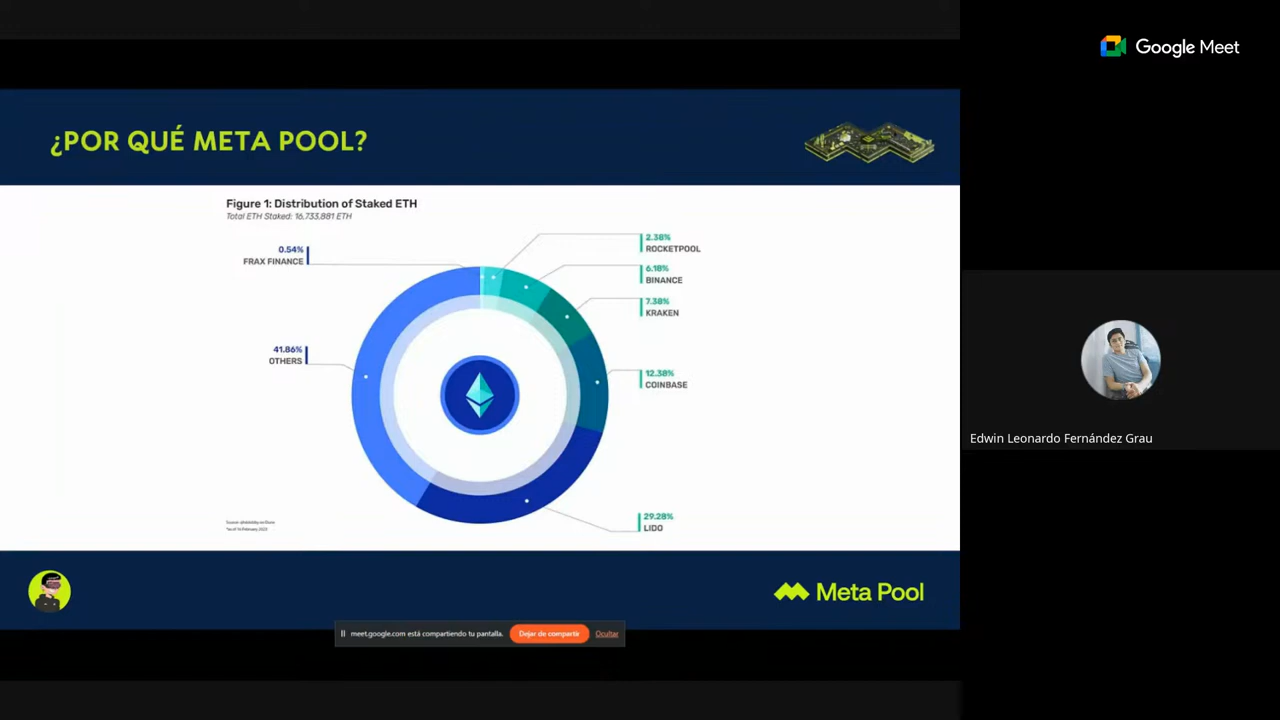 Google Meet
¿POR QUÉ META POOL?
Figure 1: Distribution of Staked ETH
Total ETH Staked: 16,733,881 ETH
0.54%
FRAX FINANCE
2.38%
ROCKETPOOL
6.18%
BINANCE
7.38%
KRAKEN
41.86%
OTHERS
12.38%
COINBASE
29.28%
LIDO
Edwin Leonardo Fernández Grau
Meta Pool
meet.google.com está compartiendo tu pantalla.
Dejar de compartir
Ocultar